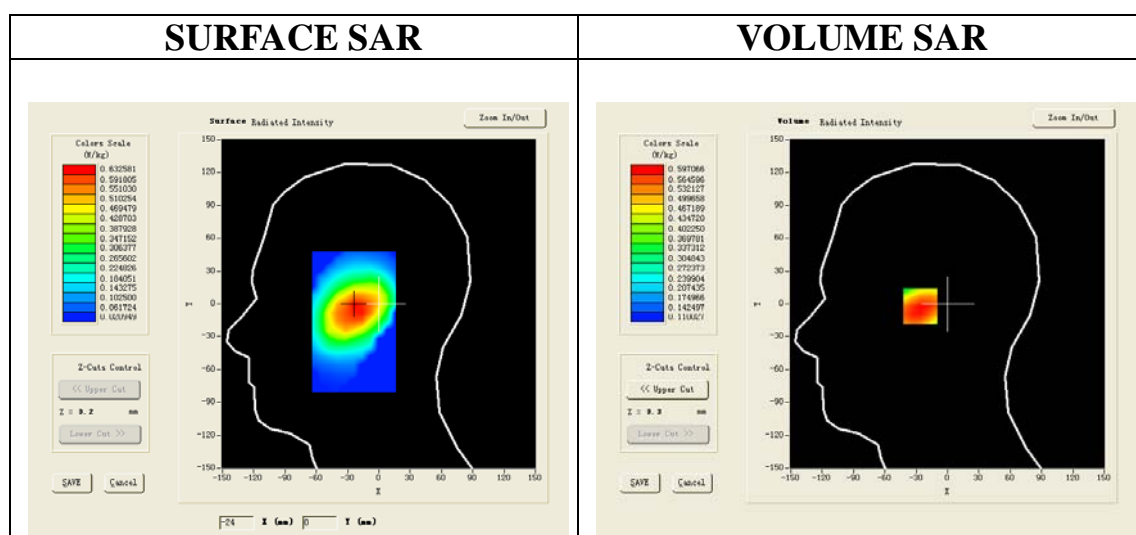 SURFACE SAR
VOLUME SAR
Surface Radiated Intensity
Zoom In/Out
Colors Scale
(W/kg)
0.632581
0.591805
0.551030
0.510254
0.469479
0.428703
0.387928
0.347152
0.306377
0.265602
0.224826
0.184051
0.143275
0.102500
0.061724
0.020949
Z-Cuts Control
<< Upper Cut
Z = mm
Lower Cut >>
SAVE Cancel
150
120
90
60
30
0
-30
-60
-90
-120
-150
Y
-150 -120 -90 -60 -30 0 30 60 90 120 150
X
-24 X (mm) 0 Y (mm)
Volume Radiated Intensity
Zoom In/Out
Colors Scale
(W/kg)
0.597066
0.564596
0.532127
0.499658
0.467189
0.434720
0.402250
0.369781
0.337312
0.304843
0.272373
0.239904
0.207435
0.174966
0.142497
0.110027
Z-Cuts Control
<< Upper Cut
Z = mm
Lower Cut >>
SAVE Cancel
150
120
90
60
30
0
-30
-60
-90
-120
-150
Y
-150 -120 -90 -60 -30 0 30 60 90 120 150
X